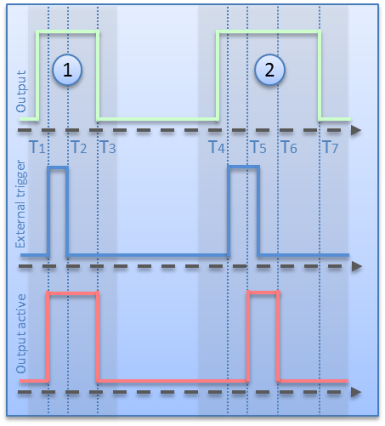 Output
1
2
T1 T2 T3 T4 T5 T6 T7
External trigger
Output active